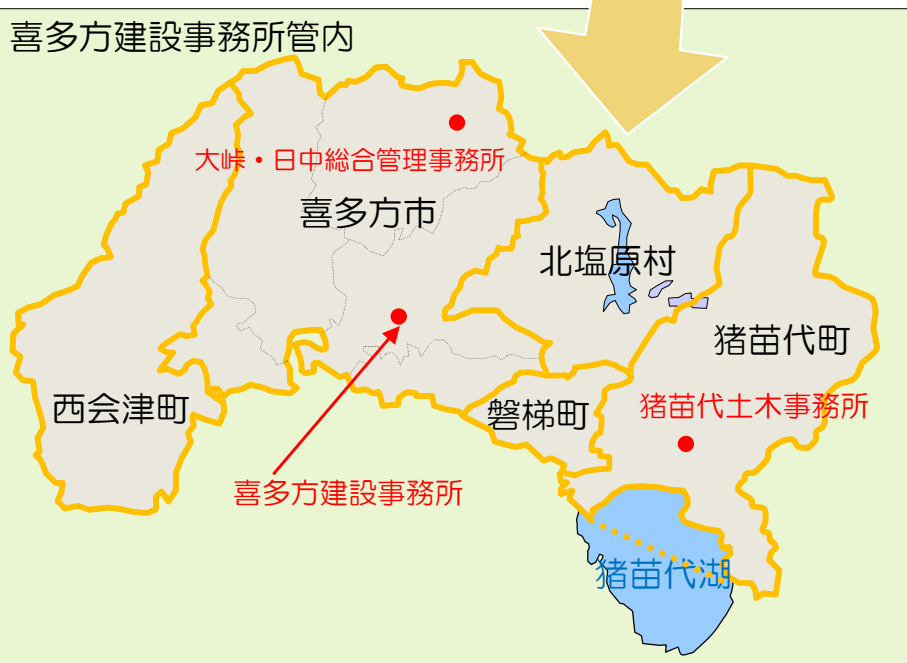 喜多方建設事務所管内
大峠・日中総合管理事務所
喜多方市
北塩原村
猪苗代町
西会津町
磐梯町
猪苗代土木事務所
喜多方建設事務所
猪苗代湖